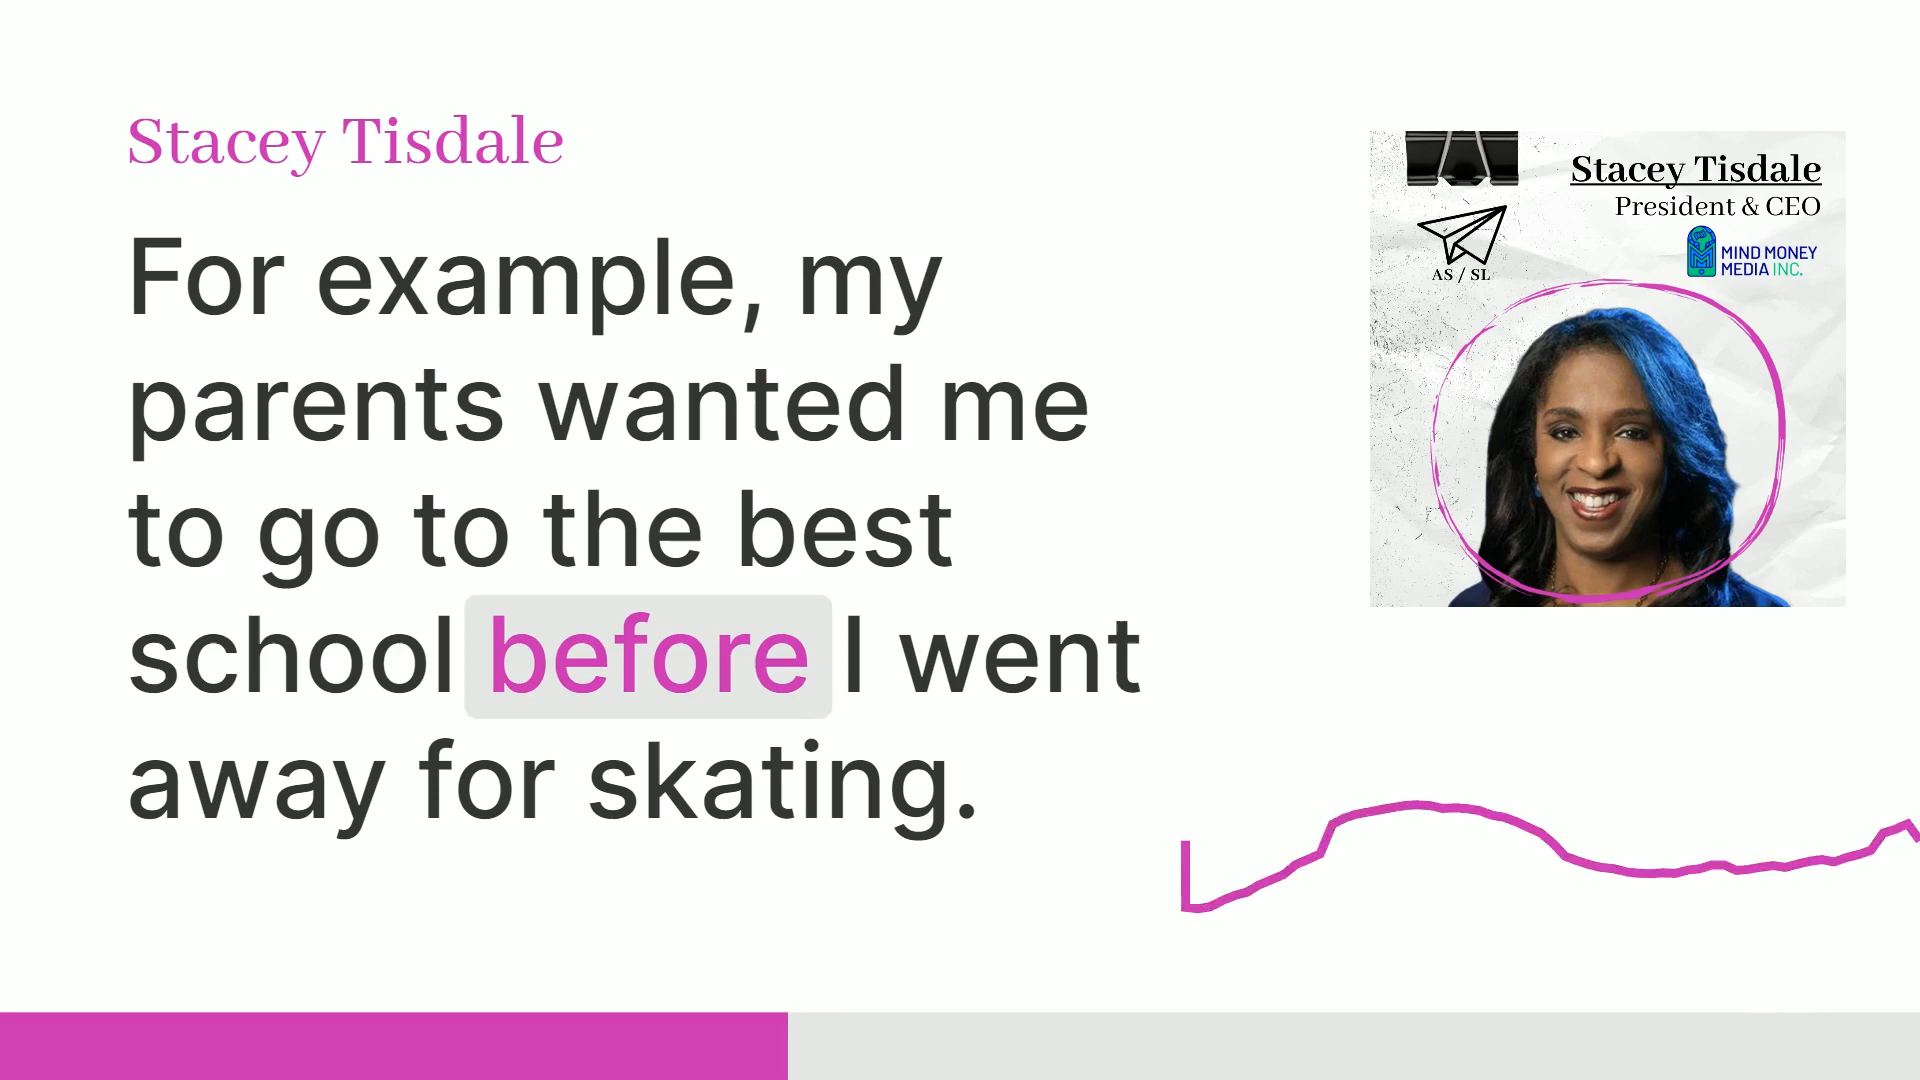 Stacey Tisdale
For example, my
parents wanted me
to go to the best
school before I went
away for skating.
Stacey Tisdale
President & CEO
MIND MONEY
MEDIA INC.
AS / SL